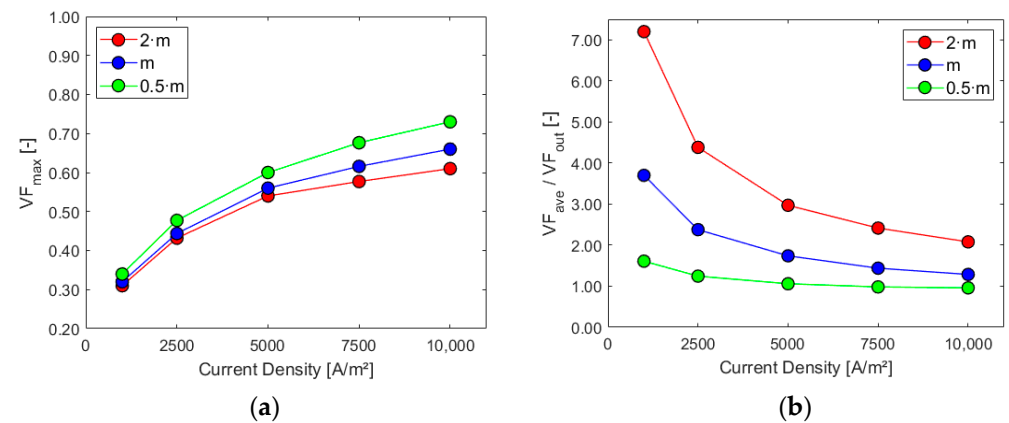 1.00
0.90
0.80
0.70
0.60
0.50
0.40
0.30
0.20
VFmax [-]
2·m
m
0.5·m
0 2500 5000 7500 10,000
Current Density [A/m²]
(a)
7.00
6.00
5.00
4.00
3.00
2.00
1.00
0.00
VFave / VFout [-]
2·m
m
0.5·m
0 2500 5000 7500 10,000
Current Density [A/m²]
(b)